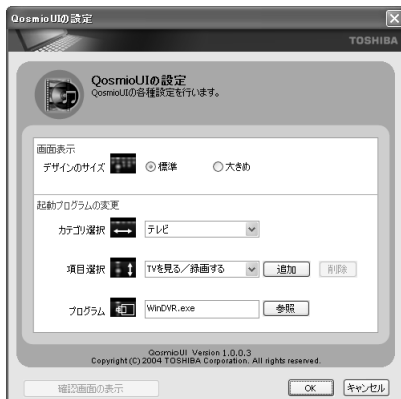 QosmioUIの設定
TOSHIBA
QosmioUIの設定
QosmioUIの各種設定を行います。
画面表示
デザインのサイズ 標準 大きめ
起動プログラムの変更
カテゴリ選択 テレビ
項目選択 TVを見る／録画する 追加 削除
プログラム WinDVR.exe 参照
QosmioUI Version 1.0.0.3
Copyright(C)2004 TOSHIBA Corporation. All rights reserved.
確認画面の表示 OK キャンセル